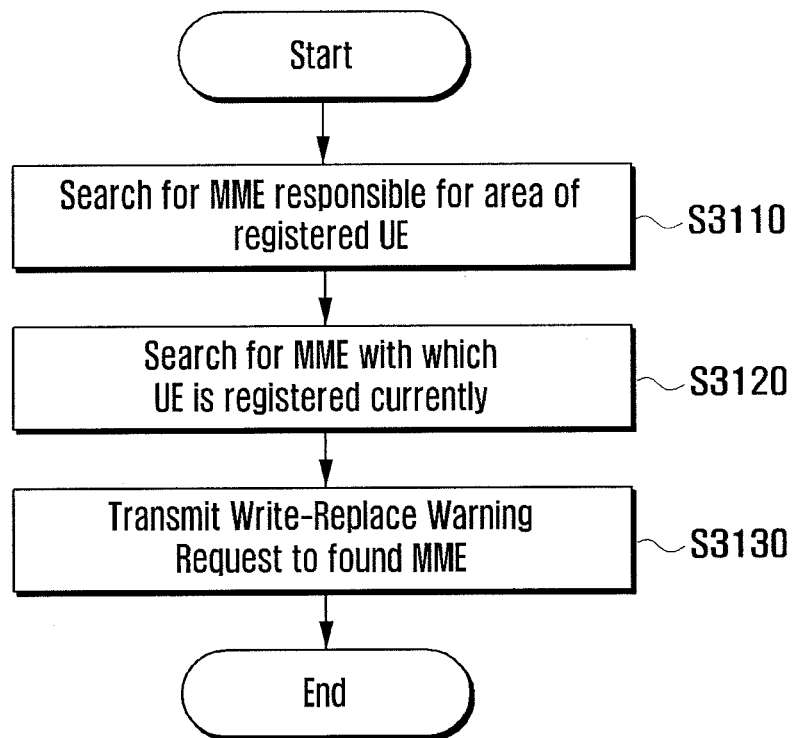 Start
Search for MME responsible for area of
registered UE
S3110
Search for MME with which
UE is registered currently
S3120
Transmit Write-Replace Warning
Request to found MME
S3130
End